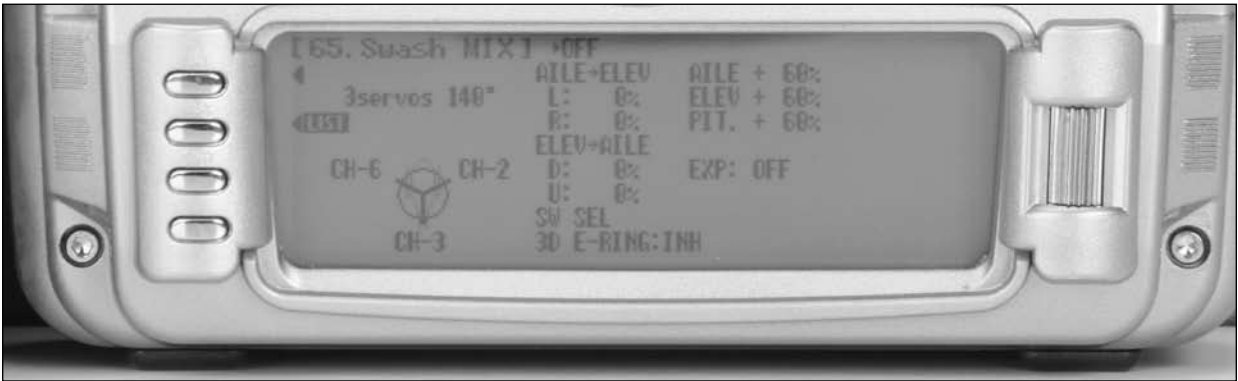 [65.Swash MIX] ▸OFF
AILE→ELEV AILE + 60%
3servos 140° L: 0% ELEV + 60%
LIST R: 0% PIT. + 60%
ELEV→AILE
CH-6 CH-2 D: 0% EXP: OFF
U: 0%
SW SEL
CH-3 3D E-RING:INH